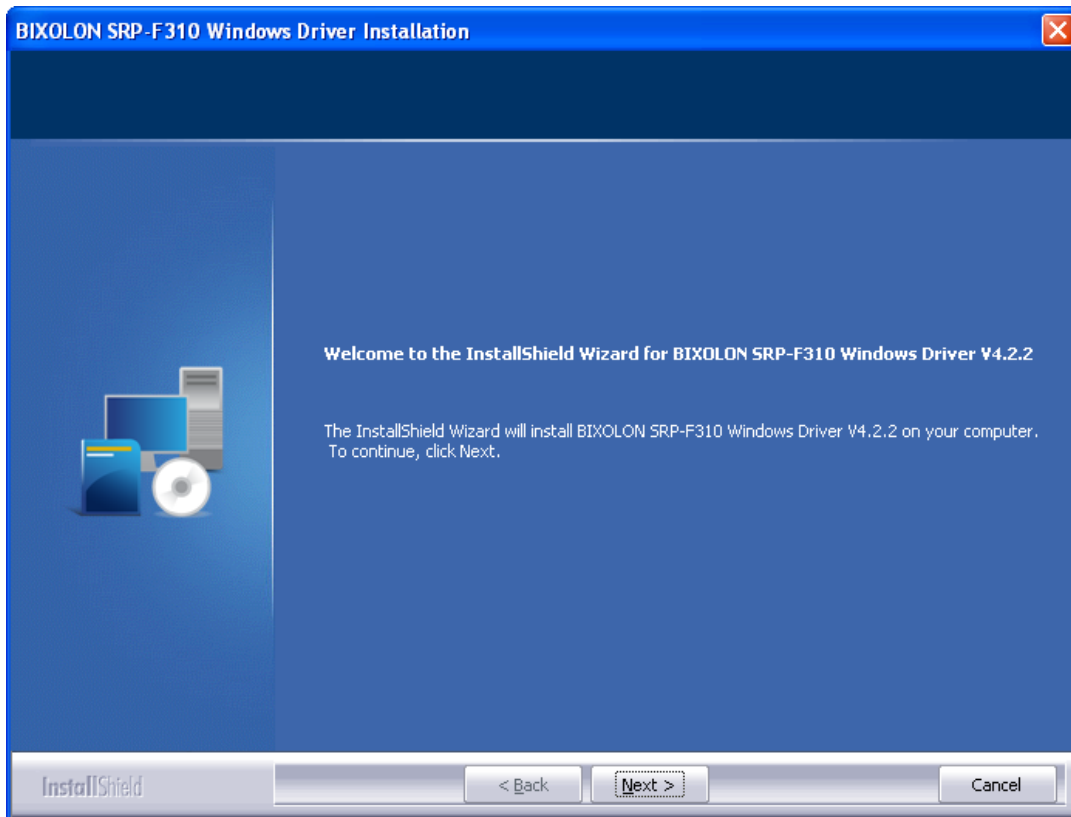 BIXOLON SRP-F310 Windows Driver Installation
Welcome to the InstallShield Wizard for BIXOLON SRP-F310 Windows Driver V4.2.2
The InstallShield Wizard will install BIXOLON SRP-F310 Windows Driver V4.2.2 on your computer.
To continue, click Next.
InstallShield
< Back
Next >
Cancel